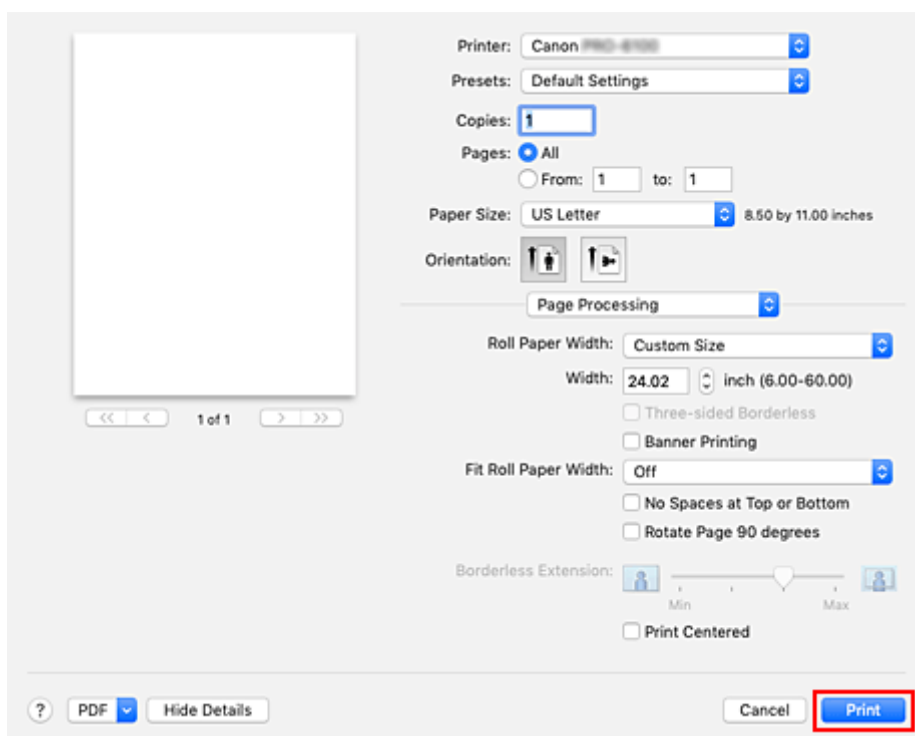 Printer: Canon
Presets: Default Settings
Copies: 1
Pages: All
From: 1 to: 1
Paper Size: US Letter 8.50 by 11.00 inches
Orientation:
Page Processing
Roll Paper Width: Custom Size
Width: 24.02 inch (6.00-60.00)
Three-sided Borderless
Banner Printing
Fit Roll Paper Width: Off
No Spaces at Top or Bottom
Rotate Page 90 degrees
Borderless Extension:
Min Max
Print Centered
<< < 1 of 1 > >>
? PDF Hide Details Cancel Print